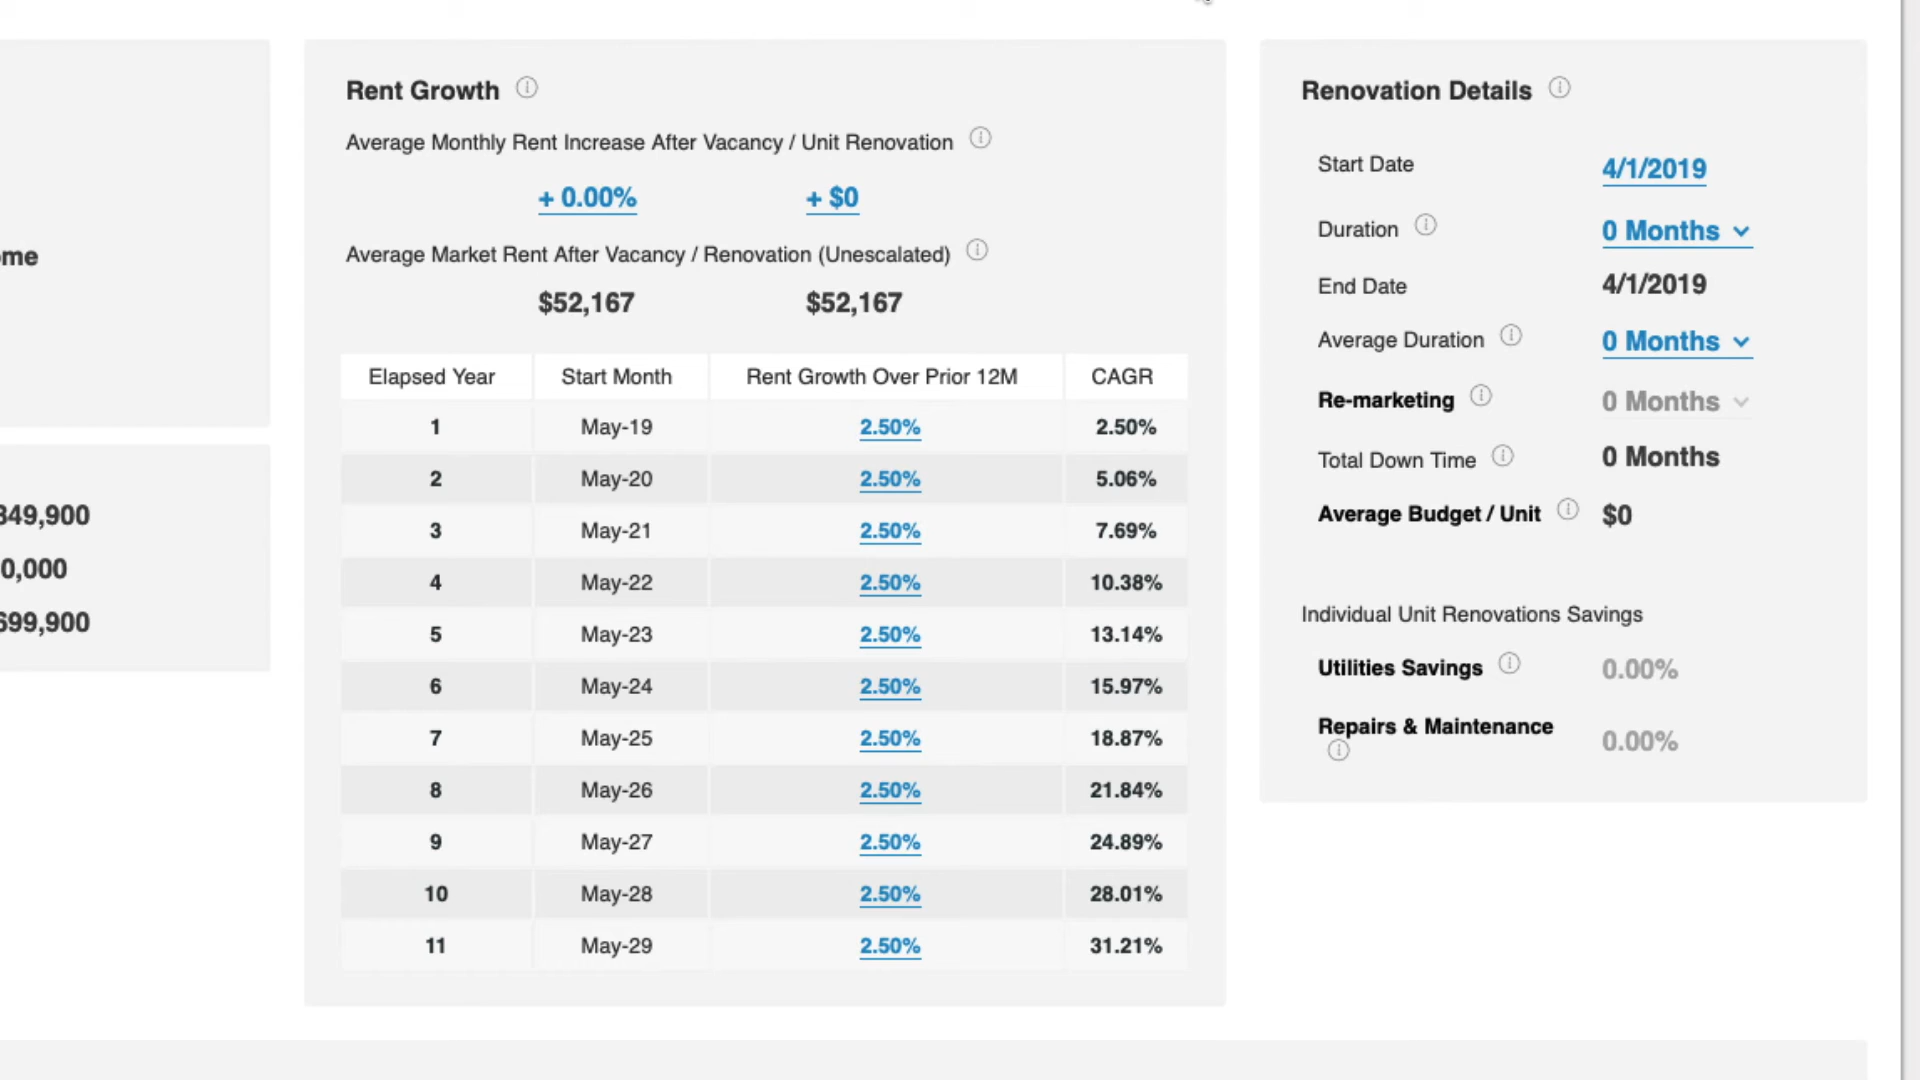 ome
349,900
0,000
699,900
Rent Growth
Average Monthly Rent Increase After Vacancy / Unit Renovation
+ 0.00% + $0
Average Market Rent After Vacancy / Renovation (Unescalated)
$52,167 $52,167
Elapsed Year Start Month Rent Growth Over Prior 12M CAGR
1 May-19 2.50% 2.50%
2 May-20 2.50% 5.06%
3 May-21 2.50% 7.69%
4 May-22 2.50% 10.38%
5 May-23 2.50% 13.14%
6 May-24 2.50% 15.97%
7 May-25 2.50% 18.87%
8 May-26 2.50% 21.84%
9 May-27 2.50% 24.89%
10 May-28 2.50% 28.01%
11 May-29 2.50% 31.21%
Renovation Details
Start Date 4/1/2019
Duration 0 Months
End Date 4/1/2019
Average Duration 0 Months
Re-marketing 0 Months
Total Down Time 0 Months
Average Budget / Unit $0
Individual Unit Renovations Savings
Utilities Savings 0.00%
Repairs & Maintenance 0.00%